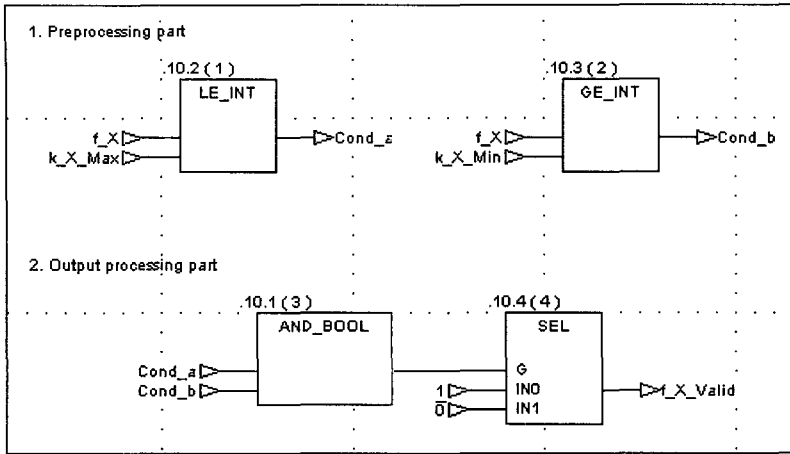 1. Preprocessing part
.10.2 (1)
LE_INT
f_X
k_X_Max
Cond_a
.10.3 (2)
GE_INT
f_X
k_X_Min
Cond_b
2. Output processing part
.10.1 (3)
AND_BOOL
Cond_a
Cond_b
.10.4 (4)
SEL
G
1
IN0
0
IN1
f_X_Valid